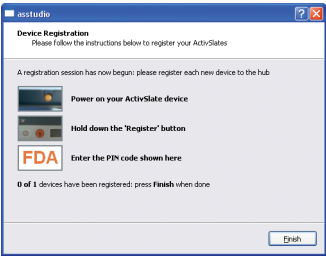 asstudio
Device Registration
Please follow the instructions below to register your ActivSlates
A registration session has now begun: please register each new device to the hub
Power on your ActivSlate device
Hold down the 'Register' button
FDA
Enter the PIN code shown here
0 of 1 devices have been registered: press Finish when done
Finish